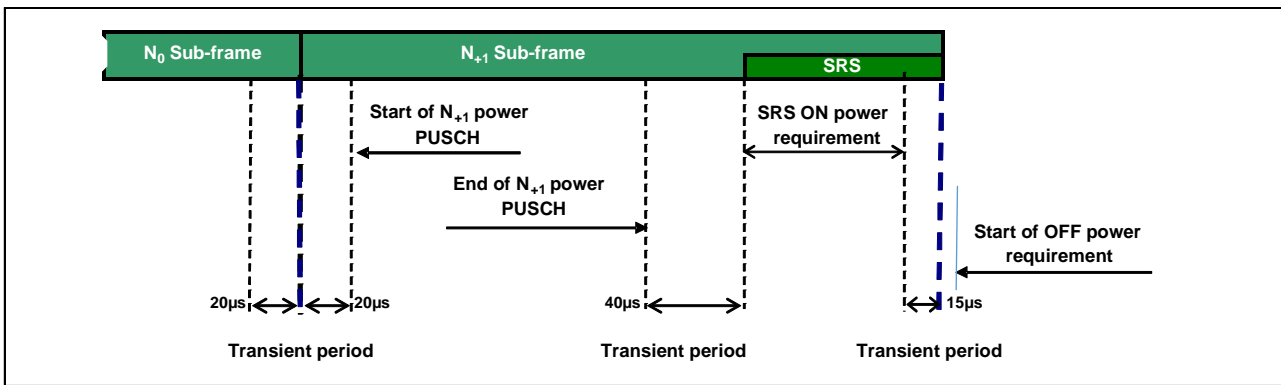 N0 Sub-frame
N+1 Sub-frame
SRS
Start of N+1 power
PUSCH
SRS ON power
requirement
End of N+1 power
PUSCH
Start of OFF power
requirement
20µs
20µs
40µs
15µs
Transient period
Transient period
Transient period